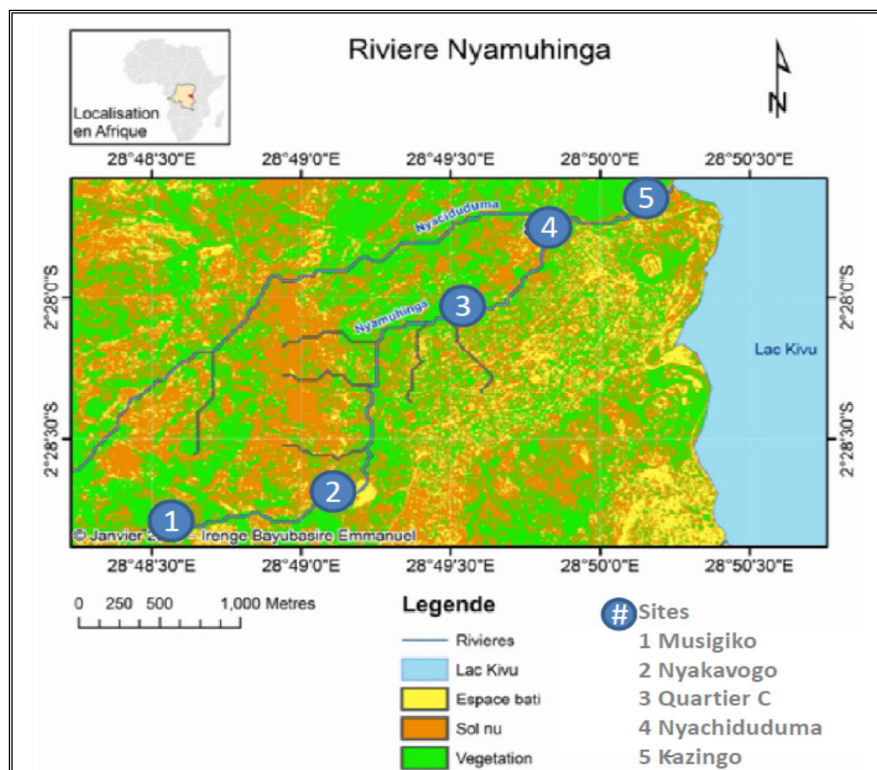 Riviere Nyamuhinga
Localisation
en Afrique
N
28°48'30"E 28°49'0"E 28°49'30"E 28°50'0"E 28°50'30"E
2°28'0"S 2°28'0"S
2°28'30"S 2°28'30"S
Nyaciduduma
Nyamuhinga
Lac Kivu
1
2
3
4
5
© Janvier Irenge Bayubasire Emmanuel
28°48'30"E 28°49'0"E 28°49'30"E 28°50'0"E 28°50'30"E
0 250 500 1,000 Metres
Legende
Rivieres
Lac Kivu
Espace bati
Sol nu
Vegetation
# Sites
1 Musigiko
2 Nyakavogo
3 Quartier C
4 Nyachiduduma
5 Kazingo